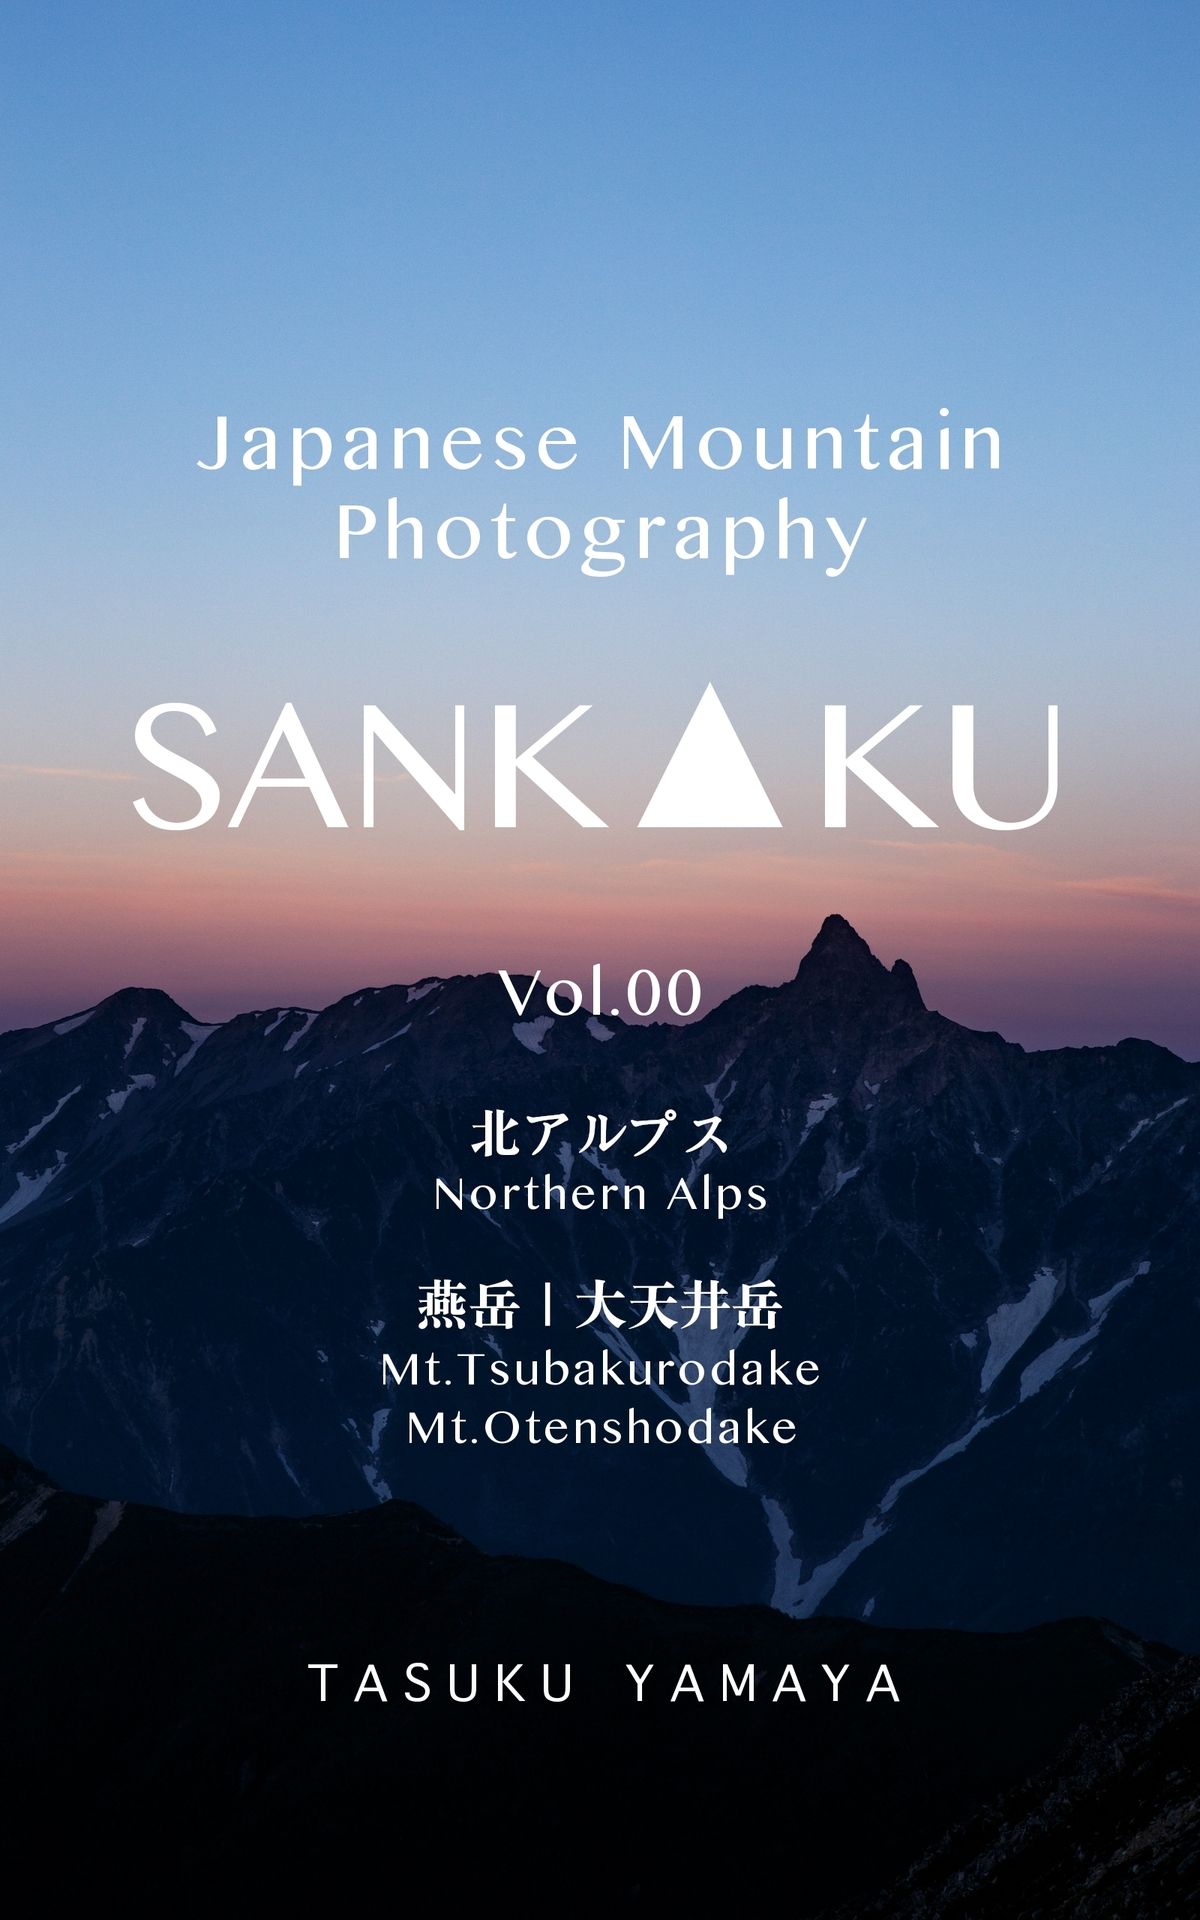 Japanese Mountain
Photography
SANK▲KU
Vol.00
北アルプス
Northern Alps
燕岳｜大天井岳
Mt.Tsubakurodake
Mt.Otenshodake
TASUKU YAMAYA